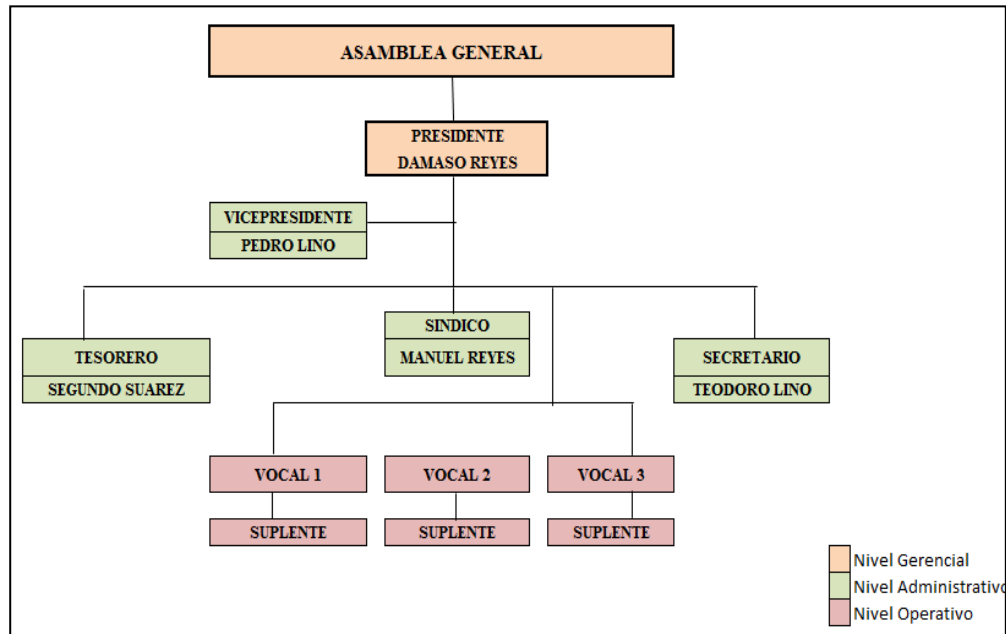 ASAMBLEA GENERAL
PRESIDENTE
DAMASO REYES
VICEPRESIDENTE
PEDRO LINO
TESORERO
SEGUNDO SUAREZ
SINDICO
MANUEL REYES
SECRETARIO
TEODORO LINO
VOCAL 1
VOCAL 2
VOCAL 3
SUPLENTE
SUPLENTE
SUPLENTE
Nivel Gerencial
Nivel Administrativo
Nivel Operativo